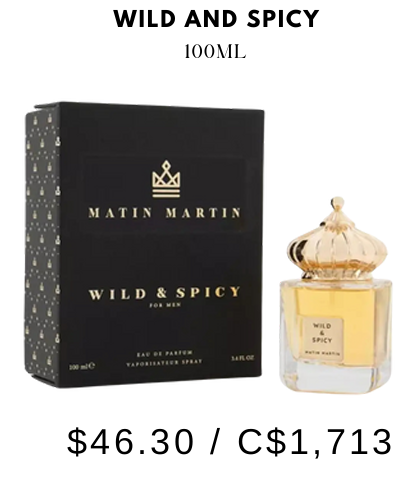 WILD AND SPICY
100ML
MATIN MARTIN
WILD & SPICY
FOR MEN
EAU DE PARFUM
VAPORISATEUR SPRAY
100 ml℮
3.4 FL OZ
WILD
&
SPICY
MATIN MARTIN
$46.30 / C$1,713